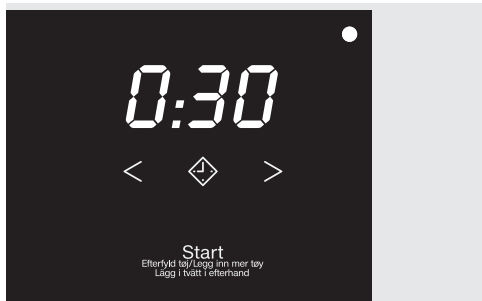 0:30
< >
Start
Efterfyld tøj/Legg inn mer tøy
Lägg i tvätt i efterhand